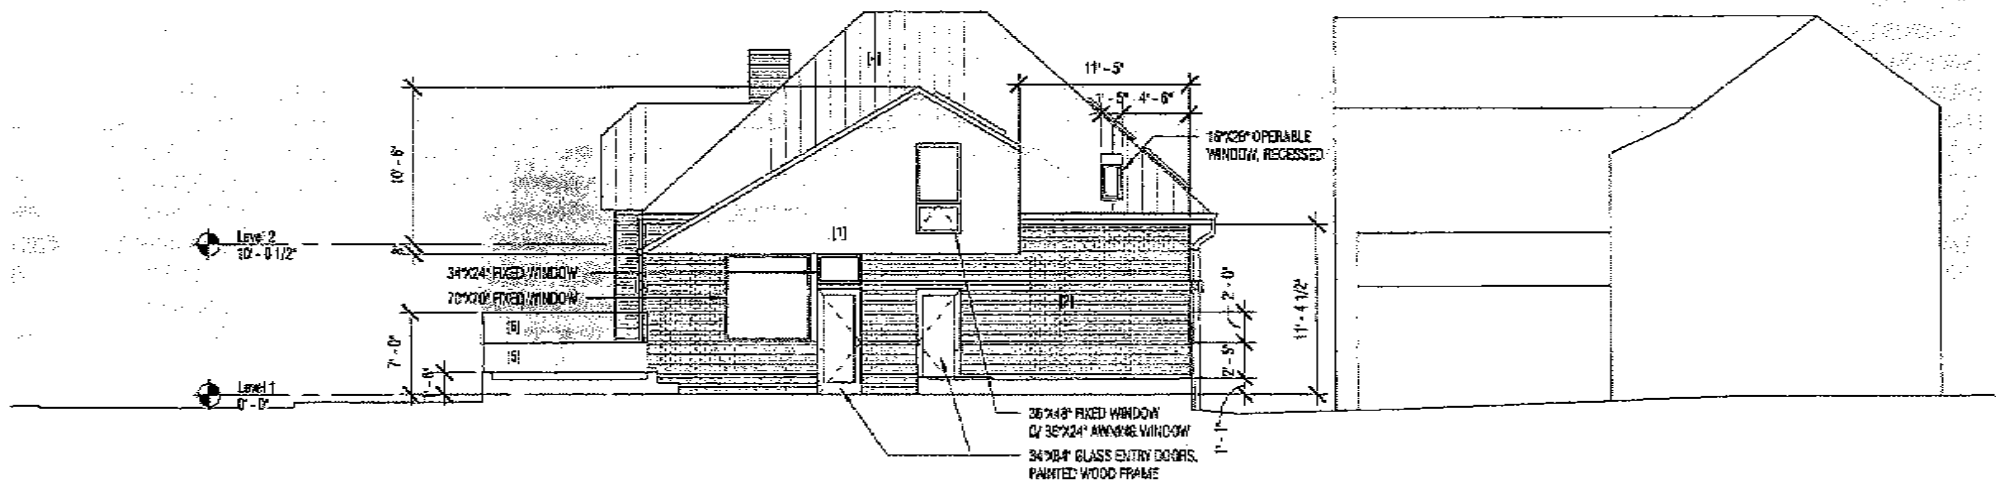 [4]
11' - 5"
1' - 5"
4' - 6"
10' - 6"
16"X26" OPERABLE
WINDOW, RECESSED
[1]
Level 2
10' - 0 1/2"
34"X24" FIXED WINDOW
70"X70" FIXED WINDOW
[2]
2' - 0"
11' - 4 1/2"
[6]
[5]
7' - 0"
2' - 5"
Level 1
0' - 0"
36"X48" FIXED WINDOW
O/ 36"X24" AWNING WINDOW
1' - 1"
34"X84" GLASS ENTRY DOORS,
PAINTED WOOD FRAME